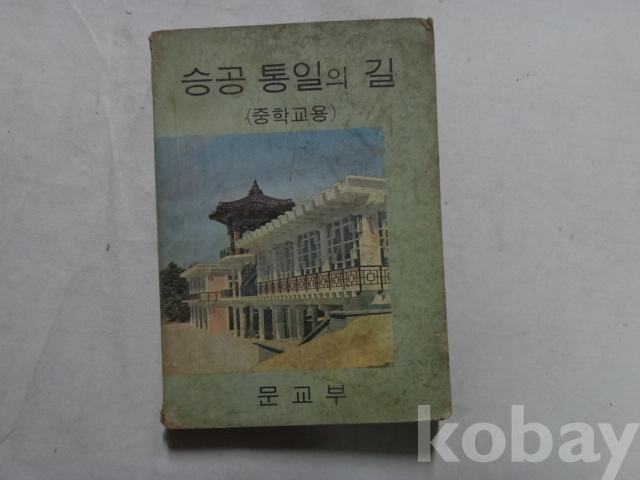 승공 통일의 길
(중학교용)
문교부
kobay